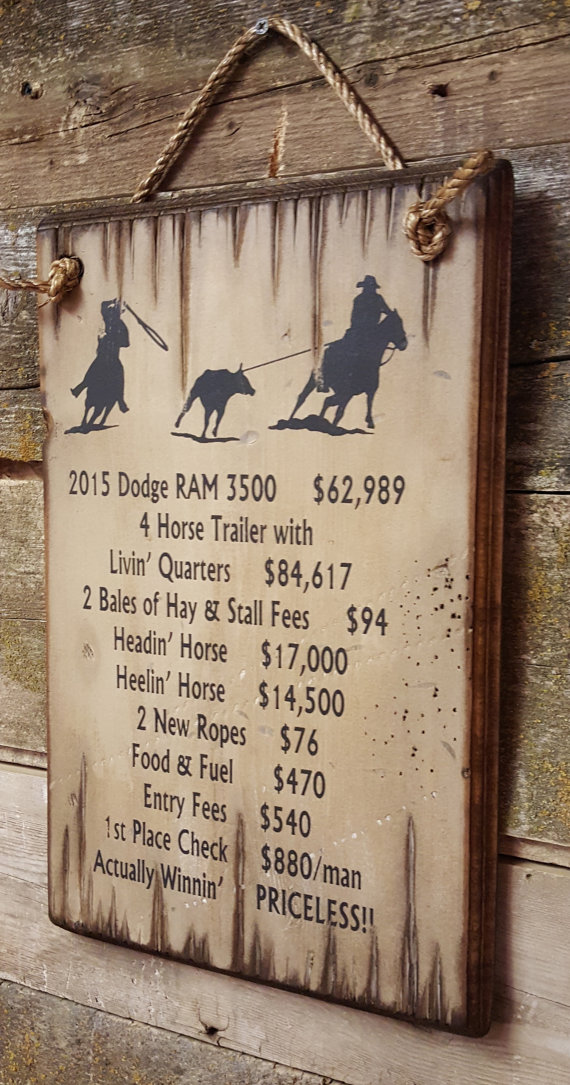 2015 Dodge RAM 3500 $62,989
4 Horse Trailer with
Livin' Quarters $84,617
2 Bales of Hay & Stall Fees $94
Headin' Horse $17,000
Heelin' Horse $14,500
2 New Ropes $76
Food & Fuel $470
Entry Fees $540
1st Place Check $880/man
Actually Winnin' PRICELESS!!